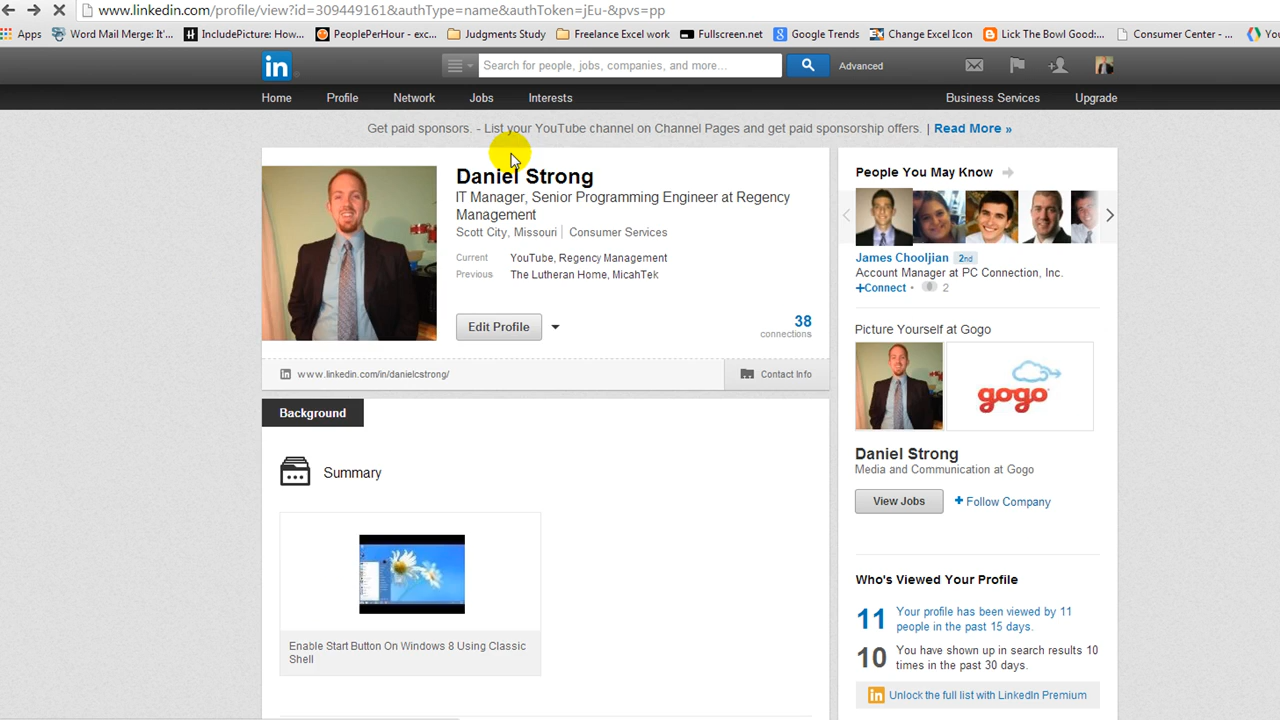 www.linkedin.com/profile/view?id=309449161&authType=name&authToken=jEu-&pvs=pp
Apps Word Mail Merge: It'... IncludePicture: How... PeoplePerHour - exc... Judgments Study Freelance Excel work Fullscreen.net Google Trends Change Excel Icon Lick The Bowl Good:... Consumer Center - ... You
in Search for people, jobs, companies, and more... Advanced
Home Profile Network Jobs Interests Business Services Upgrade
Get paid sponsors. - List your YouTube channel on Channel Pages and get paid sponsorship offers. | Read More »
Daniel Strong
IT Manager, Senior Programming Engineer at Regency
Management
Scott City, Missouri | Consumer Services
Current YouTube, Regency Management
Previous The Lutheran Home, MicahTek
Edit Profile
38
connections
in www.linkedin.com/in/danielcstrong/
Contact Info
Background
Summary
Enable Start Button On Windows 8 Using Classic
Shell
People You May Know
James Chooljian 2nd
Account Manager at PC Connection, Inc.
+Connect • 2
Picture Yourself at Gogo
gogo
Daniel Strong
Media and Communication at Gogo
View Jobs + Follow Company
Who's Viewed Your Profile
11 Your profile has been viewed by 11
people in the past 15 days.
10 You have shown up in search results 10
times in the past 30 days.
in Unlock the full list with LinkedIn Premium